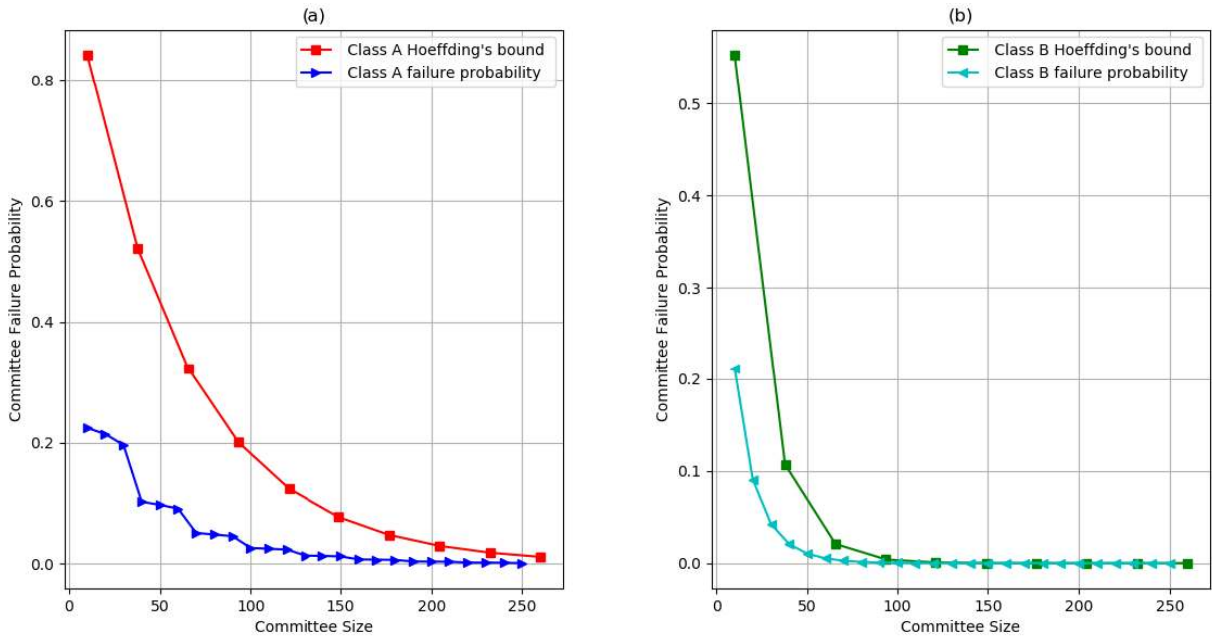 (a)
Class A Hoeffding's bound
Class A failure probability
0.8
0.6
0.4
0.2
0.0
Committee Failure Probability
0 50 100 150 200 250
Committee Size
(b)
Class B Hoeffding's bound
Class B failure probability
0.5
0.4
0.3
0.2
0.1
0.0
Committee Failure Probability
0 50 100 150 200 250
Committee Size